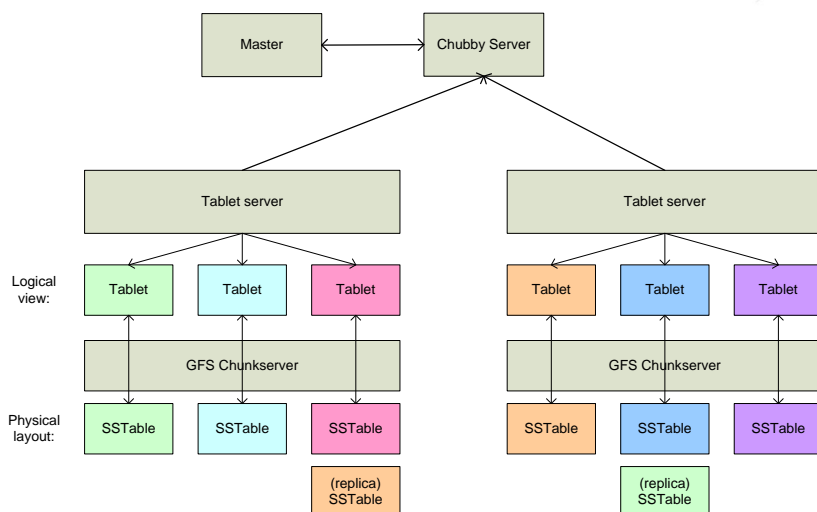 Master
Chubby Server
Tablet server
Tablet server
Logical
view:
Tablet
Tablet
Tablet
Tablet
Tablet
Tablet
GFS Chunkserver
GFS Chunkserver
Physical
layout:
SSTable
SSTable
SSTable
SSTable
SSTable
SSTable
(replica)
SSTable
(replica)
SSTable